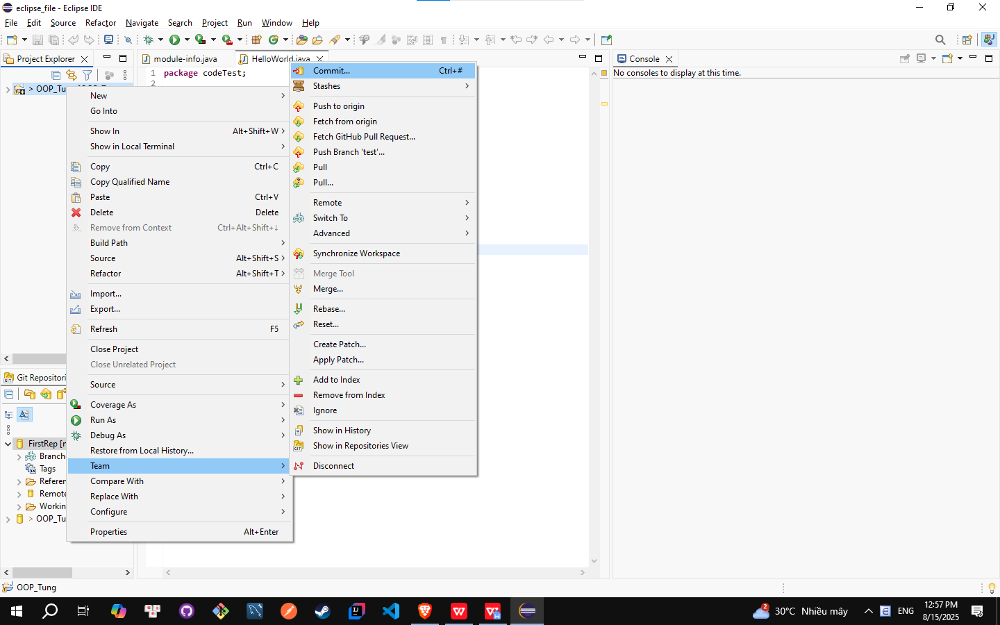 eclipse_file - Eclipse IDE
File Edit Source Refactor Navigate Search Project Run Window Help
Project Explorer
module-info.java
HelloWorld.java
Console
1 package codeTest;
2
No consoles to display at this time.
> OOP_Tung
New
Go Into
Show In Alt+Shift+W
Show in Local Terminal
Copy Ctrl+C
Copy Qualified Name
Paste Ctrl+V
Delete Delete
Remove from Context Ctrl+Alt+Shift+↓
Build Path
Source Alt+Shift+S
Refactor Alt+Shift+T
Import...
Export...
Refresh F5
Close Project
Close Unrelated Project
Source
Coverage As
Run As
Debug As
Restore from Local History...
Team
Compare With
Replace With
Configure
Properties Alt+Enter
Commit... Ctrl+#
Stashes
Push to origin
Fetch from origin
Fetch GitHub Pull Request...
Push Branch 'test'...
Pull
Pull...
Remote
Switch To
Advanced
Synchronize Workspace
Merge Tool
Merge...
Rebase...
Reset...
Create Patch...
Apply Patch...
Add to Index
Remove from Index
Ignore
Show in History
Show in Repositories View
Disconnect
Git Repositori
FirstRep [n
Branche
Tags
Referen
Remote
Workin
> OOP_Tu
OOP_Tung
2
30°C Nhiều mây
ENG
12:57 PM
8/15/2025